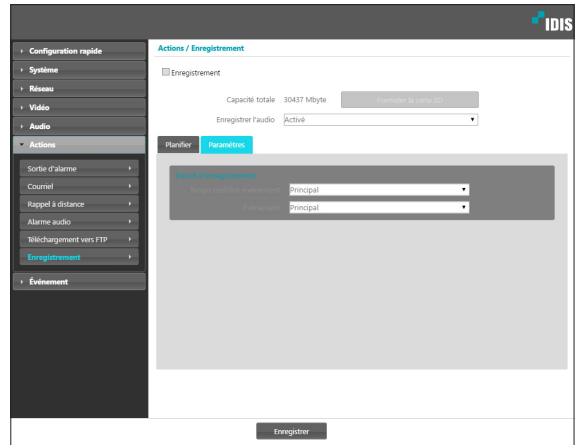 IDIS
Configuration rapide
Système
Réseau
Vidéo
Audio
Actions
Sortie d'alarme
Courriel
Rappel à distance
Alarme audio
Téléchargement vers FTP
Enregistrement
Événement
Actions / Enregistrement
Enregistrement
Capacité totale 30437 Mbyte Formater la carte SD
Enregistrer l'audio Activé
Planifier Paramètres
d'enregistrement
Principal
Événement Principal
Enregistrer